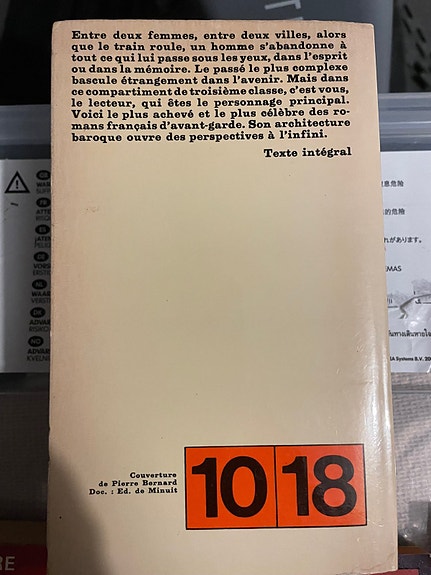 Entre deux femmes, entre deux villes, alors
que le train roule, un homme s'abandonne à
tout ce qui lui passe sous les yeux, dans l'esprit
ou dans la mémoire. Le passé le plus complexe
bascule étrangement dans l'avenir. Mais dans
ce compartiment de troisième classe, c'est vous,
le lecteur, qui êtes le personnage principal.
Voici le plus achevé et le plus célèbre des ro-
mans français d'avant-garde. Son architecture
baroque ouvre des perspectives à l'infini.
Texte intégral
Couverture
de Pierre Bernard
Doc. : Ed. de Minuit
10 18